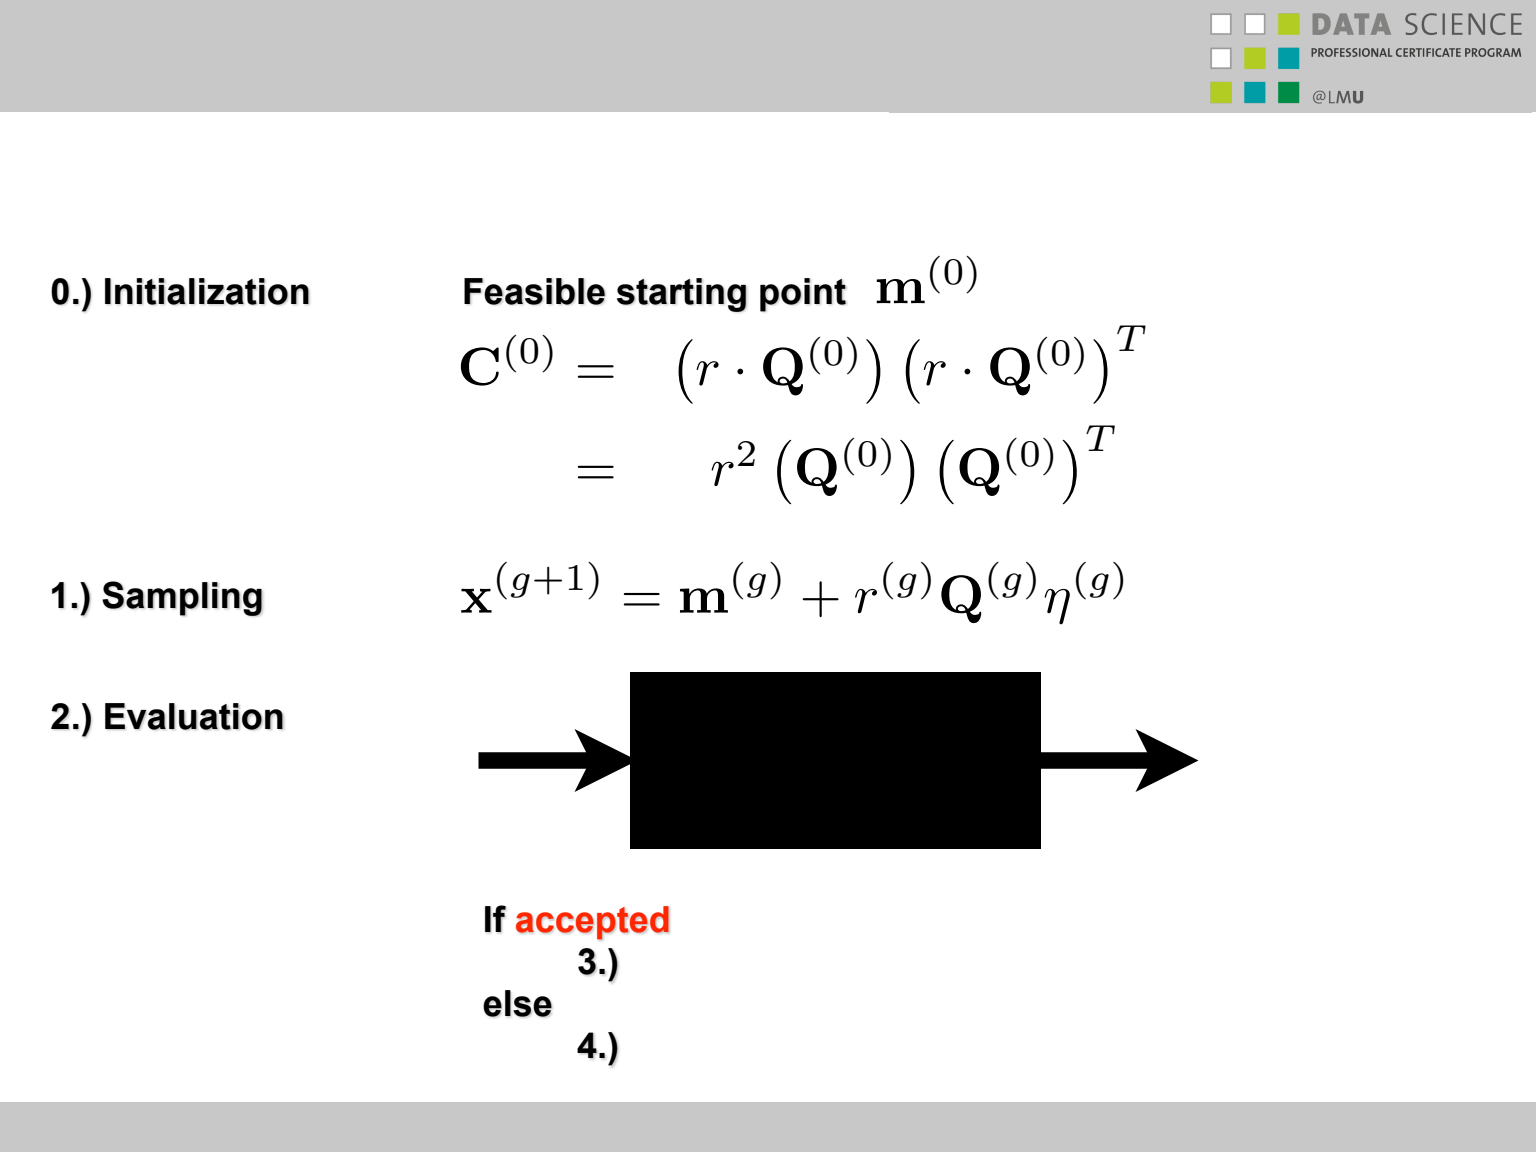 DATA SCIENCE
PROFESSIONAL CERTIFICATE PROGRAM
@LMU
0.) Initialization
Feasible starting point m^{(0)}
C^{(0)} = (r · Q^{(0)}) (r · Q^{(0)})^T
= r^2 (Q^{(0)}) (Q^{(0)})^T
1.) Sampling
x^{(g+1)} = m^{(g)} + r^{(g)} Q^{(g)} η^{(g)}
2.) Evaluation
If accepted
3.)
else
4.)